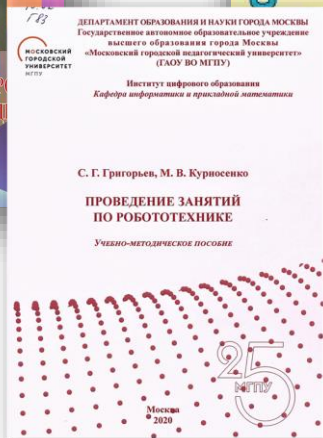 Г 83
ДЕПАРТАМЕНТ ОБРАЗОВАНИЯ И НАУКИ ГОРОДА МОСКВЫ
Государственное автономное образовательное учреждение
высшего образования города Москвы
«Московский городской педагогический университет»
(ГАОУ ВО МГПУ)
МОСКОВСКИЙ
ГОРОДСКОЙ
УНИВЕРСИТЕТ
МГПУ
Институт цифрового образования
Кафедра информатики и прикладной математики
С. Г. Григорьев, М. В. Курносенко
ПРОВЕДЕНИЕ ЗАНЯТИЙ
ПО РОБОТОТЕХНИКЕ
УЧЕБНО-МЕТОДИЧЕСКОЕ ПОСОБИЕ
25
МГПУ
Москва
2020